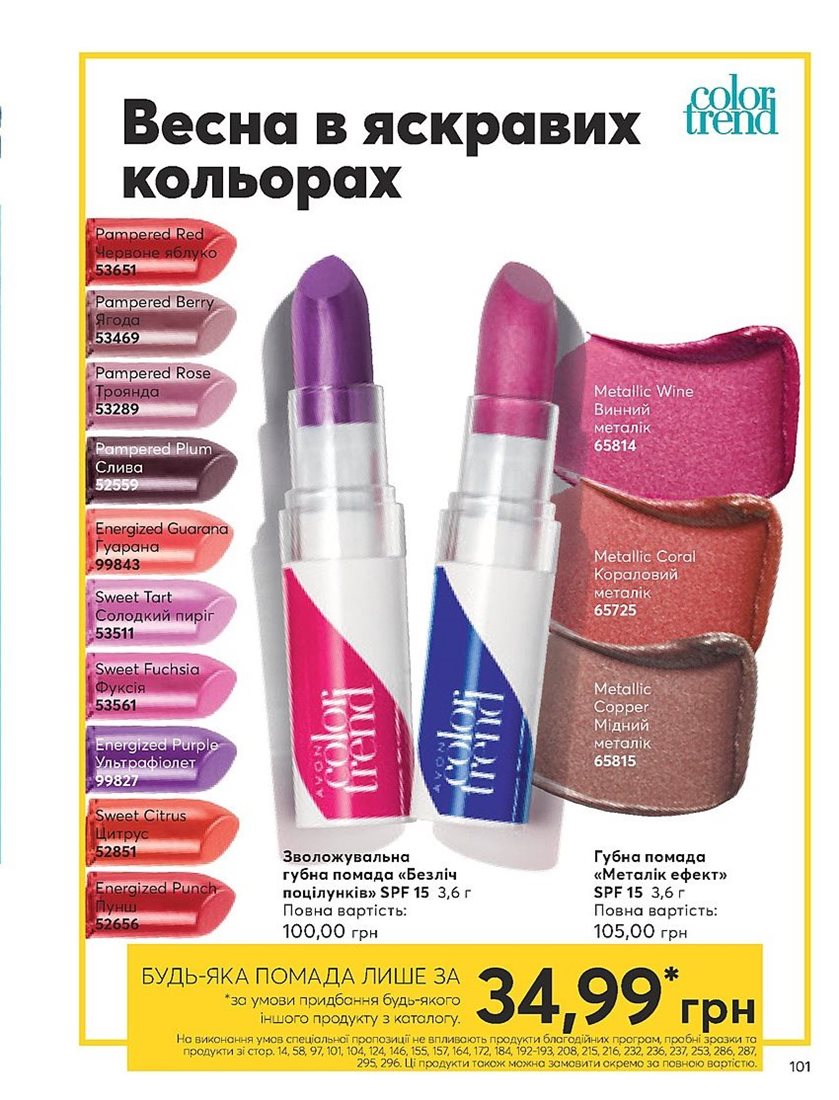 color
trend
Весна в яскравих
кольорах
Pampered Red
Червоне яблуко
53651
Pampered Berry
Ягода
53469
Pampered Rose
Троянда
53289
Pampered Plum
Слива
52559
Energized Guarana
Гуарана
99843
Sweet Tart
Солодкий пиріг
53511
Sweet Fuchsia
Фуксія
53561
Energized Purple
Ультрафіолет
99827
Sweet Citrus
Цитрус
52851
Energized Punch
Пунш
52656
AVON
color
trend
AVON
color
trend
Metallic Wine
Винний
металік
65814
Metallic Coral
Кораловий
металік
65725
Metallic
Copper
Мідний
металік
65815
Зволожувальна
губна помада «Безліч
поцілунків» SPF 15 3,6 г
Повна вартість:
100,00 грн
Губна помада
«Металік ефект»
SPF 15 3,6 г
Повна вартість:
105,00 грн
БУДЬ-ЯКА ПОМАДА ЛИШЕ ЗА
*за умови придбання будь-якого
іншого продукту з каталогу.
34,99* грн
На виконання умов спеціальної пропозиції не впливають продукти благодійних програм, пробні зразки та
продукти зі стор. 14, 58, 97, 101, 104, 124, 146, 155, 157, 164, 172, 184, 192-193, 208, 215, 216, 232, 236, 237, 253, 286, 287,
295, 296. Ці продукти також можна замовити окремо за повною вартістю.
101